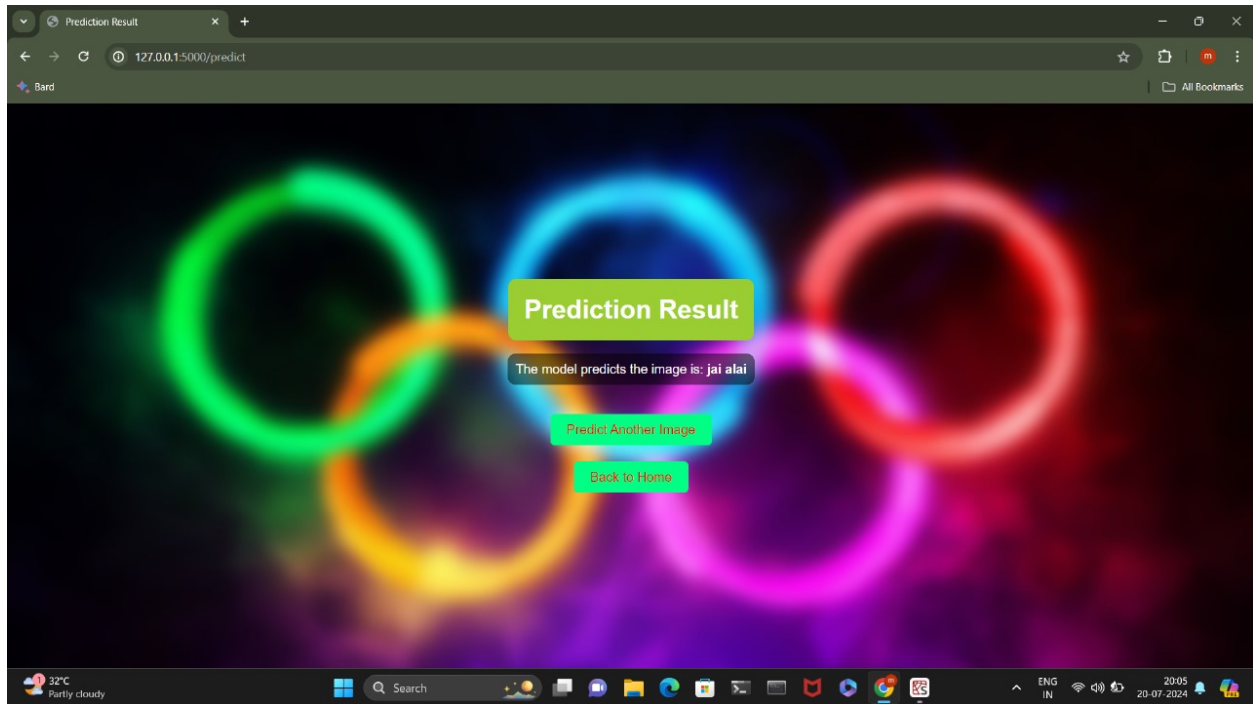 Prediction Result
127.0.0.1:5000/predict
m
Bard
All Bookmarks
Prediction Result
The model predicts the image is: jai alai
Predict Another Image
Back to Home
1
32°C
Partly cloudy
Search
m
ENG
IN
20:05
20-07-2024